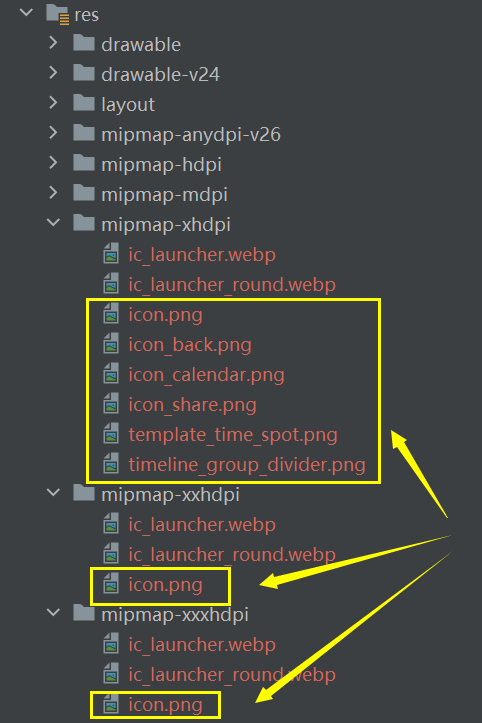 res
drawable
drawable-v24
layout
mipmap-anydpi-v26
mipmap-hdpi
mipmap-mdpi
mipmap-xhdpi
ic_launcher.webp
ic_launcher_round.webp
icon.png
icon_back.png
icon_calendar.png
icon_share.png
template_time_spot.png
timeline_group_divider.png
mipmap-xxhdpi
ic_launcher.webp
ic_launcher_round.webp
icon.png
mipmap-xxxhdpi
ic_launcher.webp
ic_launcher_round.webp
icon.png